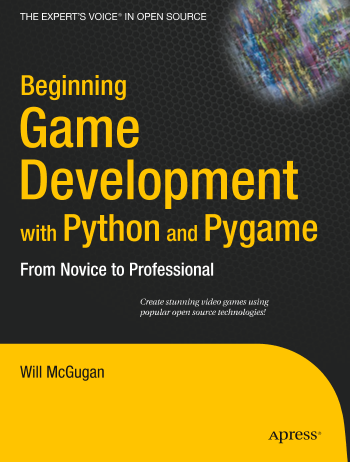 THE EXPERT'S VOICE® IN OPEN SOURCE
Beginning
Game
Development
with Python and Pygame
From Novice to Professional
Create stunning video games using
popular open source technologies!
Will McGugan
Apress®